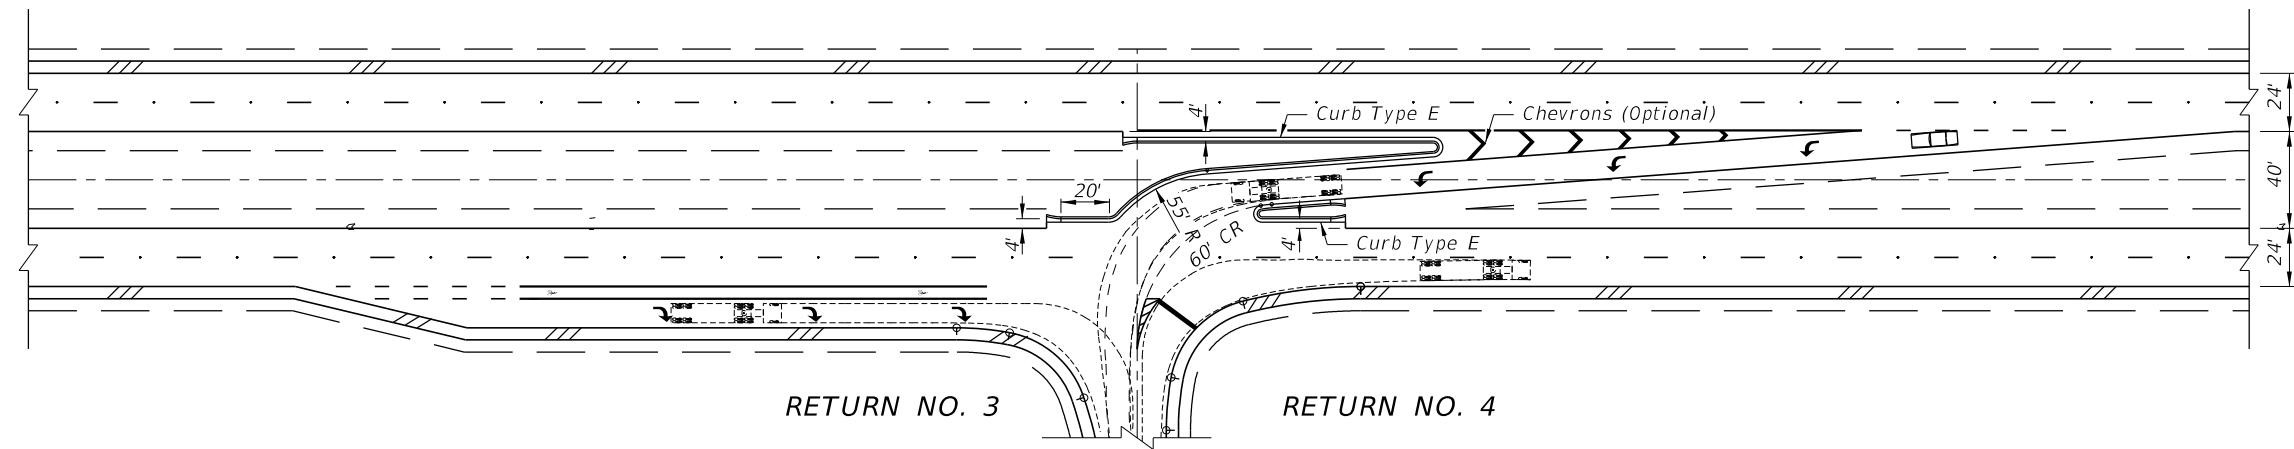 4'
Curb Type E
Chevrons (Optional)
24'
20'
55' R
40'
4'
60' CR
4'
Curb Type E
24'
RETURN NO. 3
RETURN NO. 4